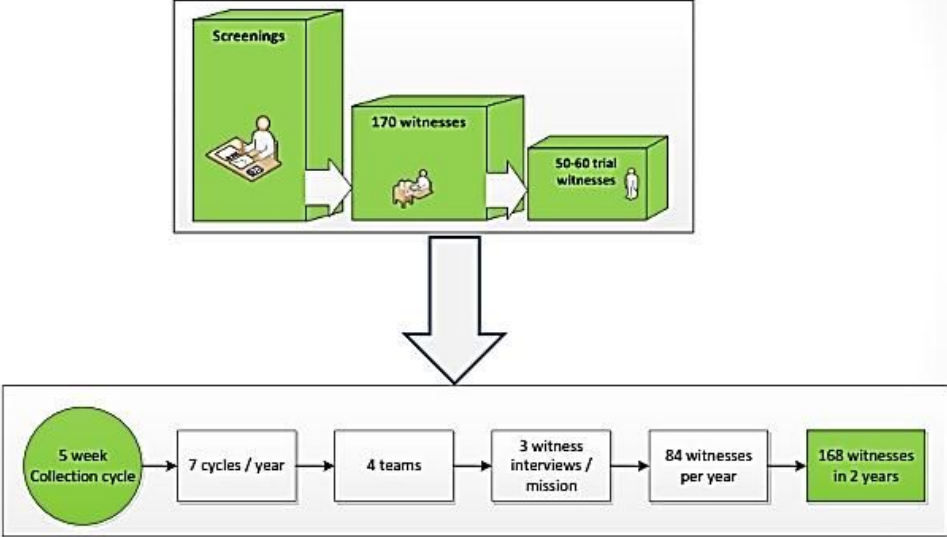 Screenings
170 witnesses
50-60 trial
witnesses
5 week
Collection cycle
7 cycles / year
4 teams
3 witness
interviews /
mission
84 witnesses
per year
168 witnesses
in 2 years